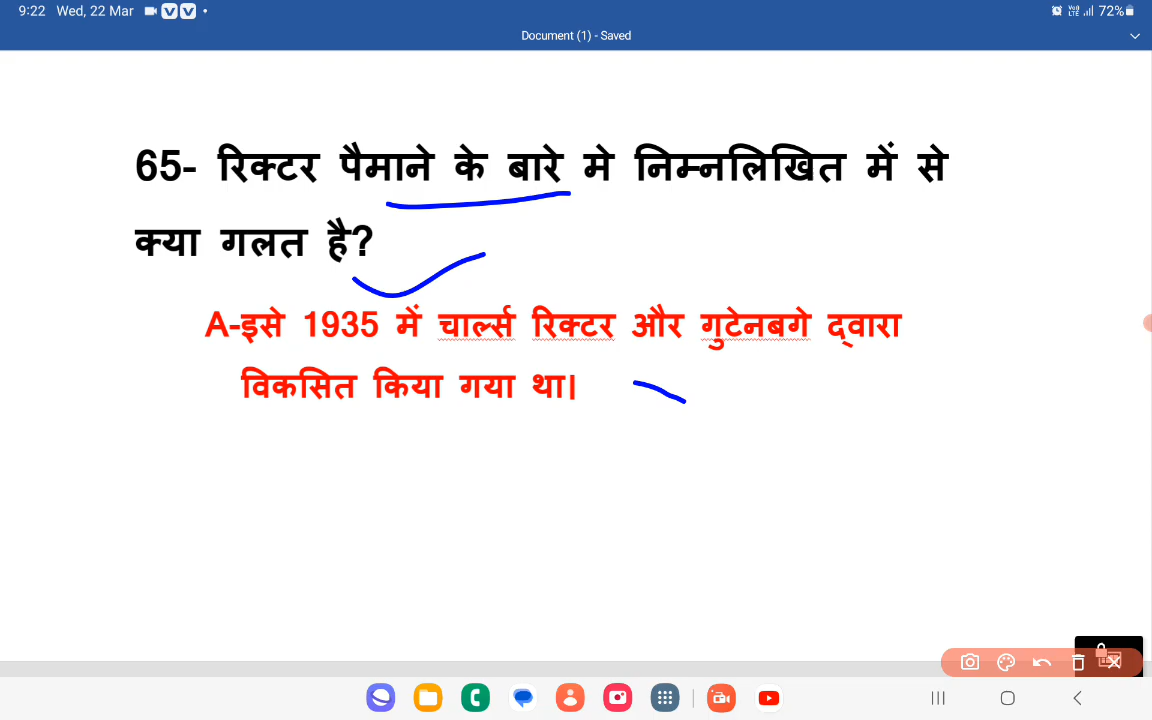 9:22 Wed, 22 Mar
72%
Document (1) - Saved
65- रिक्टर पैमाने के बारे मे निम्नलिखित में से
क्या गलत है?
A-इसे 1935 में चार्ल्स रिक्टर और गुटेनबगे द्वारा
विकसित किया गया था|